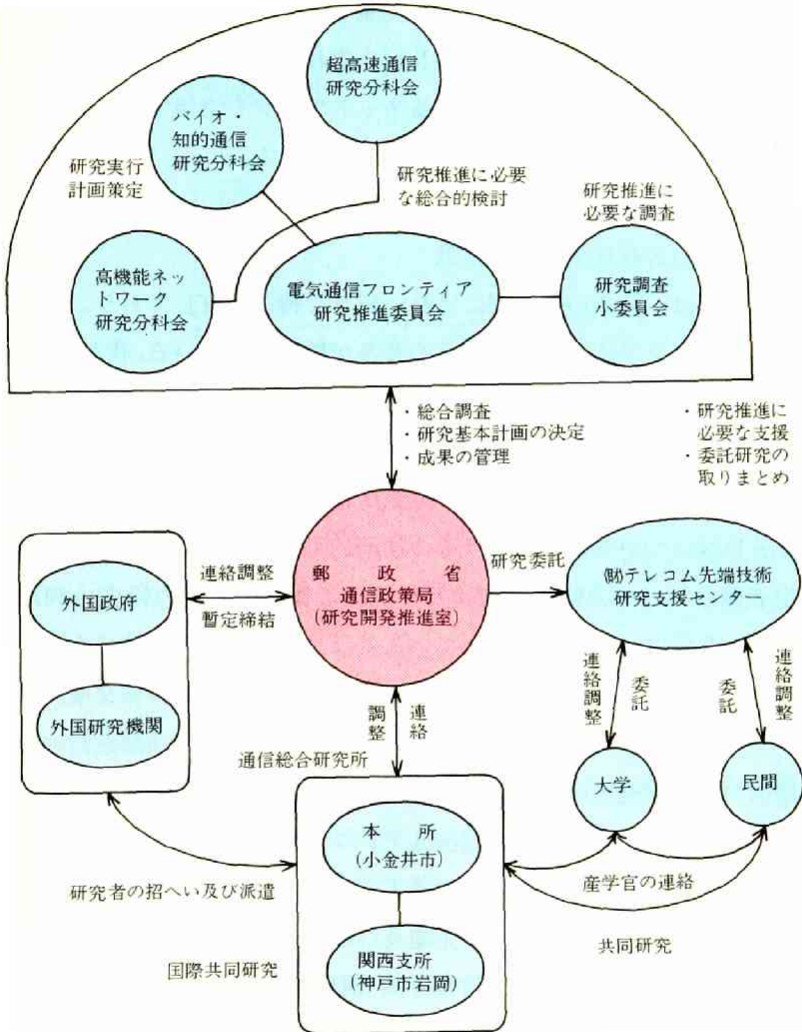 超高速通信
研究分科会
バイオ・
知的通信
研究分科会
研究実行
計画策定
研究推進に必要
な総合的検討
研究推進に
必要な調査
高機能ネッ
トワーク
研究分科会
電気通信フロンティア
研究推進委員会
研究調査
小委員会
・総合調査
・研究基本計画の決定
・成果の管理
・研究推進に
必要な支援
・委託研究の
取りまとめ
郵政省
通信政策局
(研究開発推進室)
研究委託
㈶テレコム先端技術
研究支援センター
連絡調整
暫定締結
外国政府
外国研究機関
連絡調整
委託
委託
連絡調整
調整
連絡
大学
民間
通信総合研究所
本所
(小金井市)
関西支所
(神戸市岩岡)
研究者の招へい及び派遣
国際共同研究
産学官の連絡
共同研究